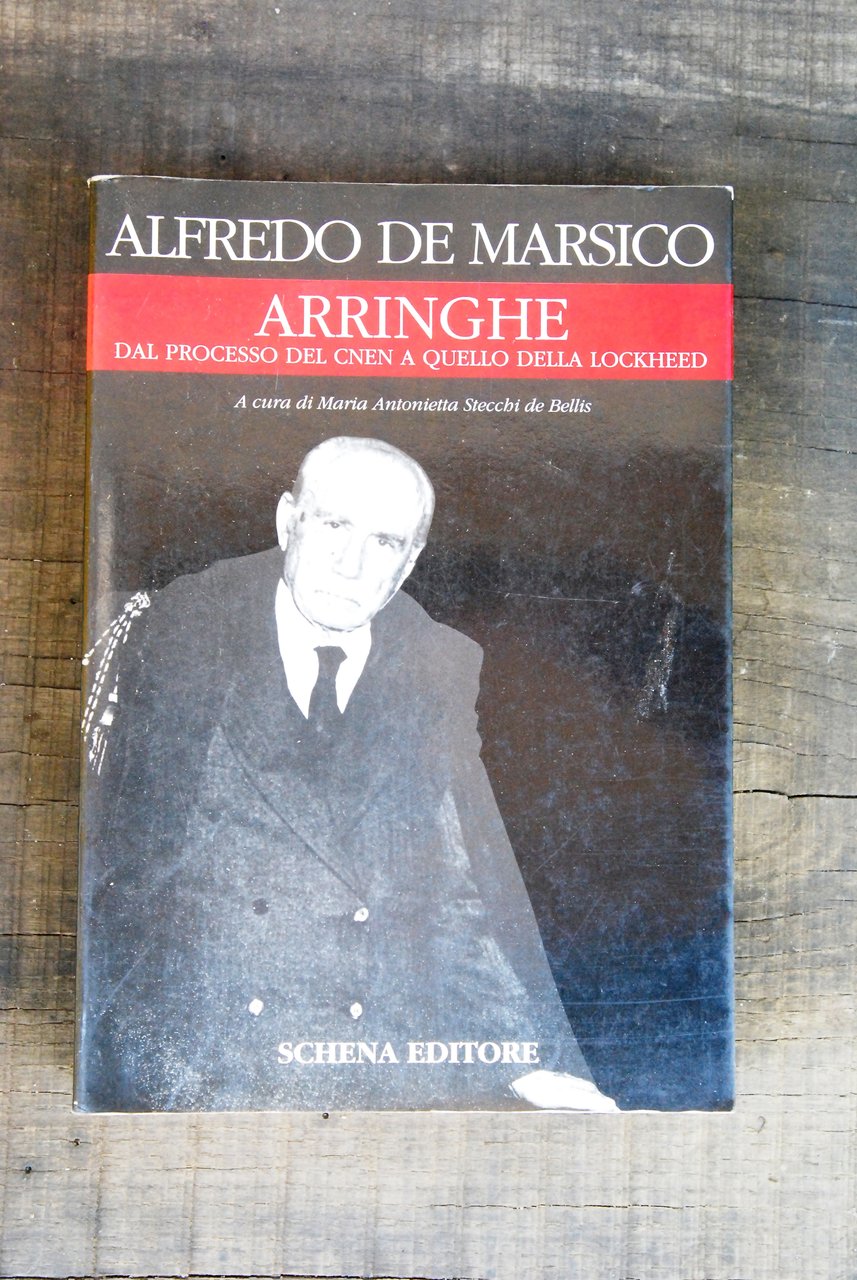 ALFREDO DE MARSICO
ARRINGHE
DAL PROCESSO DEL CNEN A QUELLO DELLA LOCKHEED
A cura di Maria Antonietta Stecchi de Bellis
SCHENA EDITORE